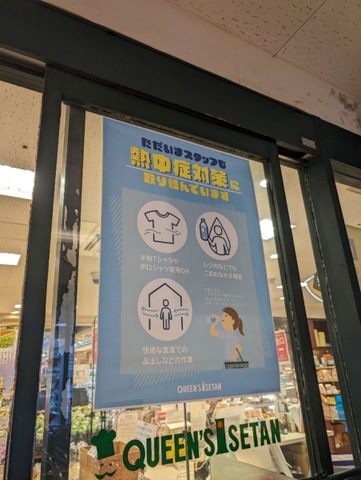 ただいまスタッフも
熱中症対策に
取り組んでいます
半袖Tシャツや
ポロシャツ着用OK
レジ内などでも
こまめな水分補給
快適な室温での
品出しなどの作業
QUEEN'S iSETAN
QUEEN'S iSETAN